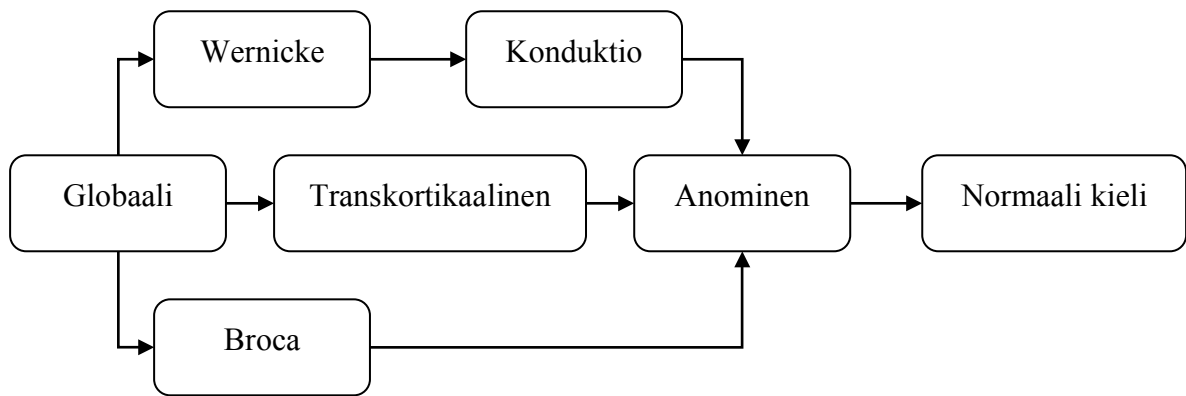 Wernicke
Konduktio
Globaali
Transkortikaalinen
Anominen
Normaali kieli
Broca